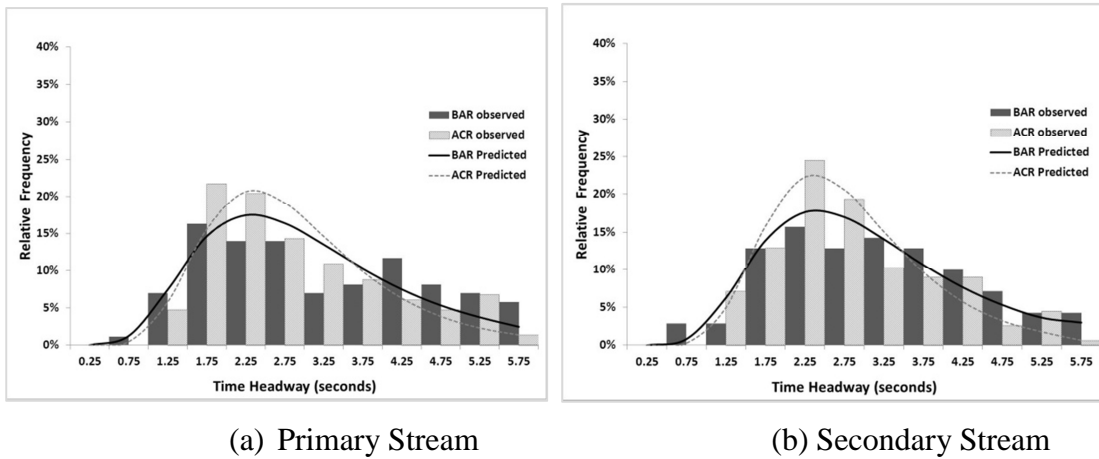 40%
35%
30%
25%
20%
15%
10%
5%
0%
Relative Frequency
BAR observed
ACR observed
BAR Predicted
ACR Predicted
0.25 0.75 1.25 1.75 2.25 2.75 3.25 3.75 4.25 4.75 5.25 5.75
Time Headway (seconds)
(a) Primary Stream
40%
35%
30%
25%
20%
15%
10%
5%
0%
Relative Frequency
BAR observed
ACR observed
BAR Predicted
ACR Predicted
0.25 0.75 1.25 1.75 2.25 2.75 3.25 3.75 4.25 4.75 5.25 5.75
Time Headway (seconds)
(b) Secondary Stream